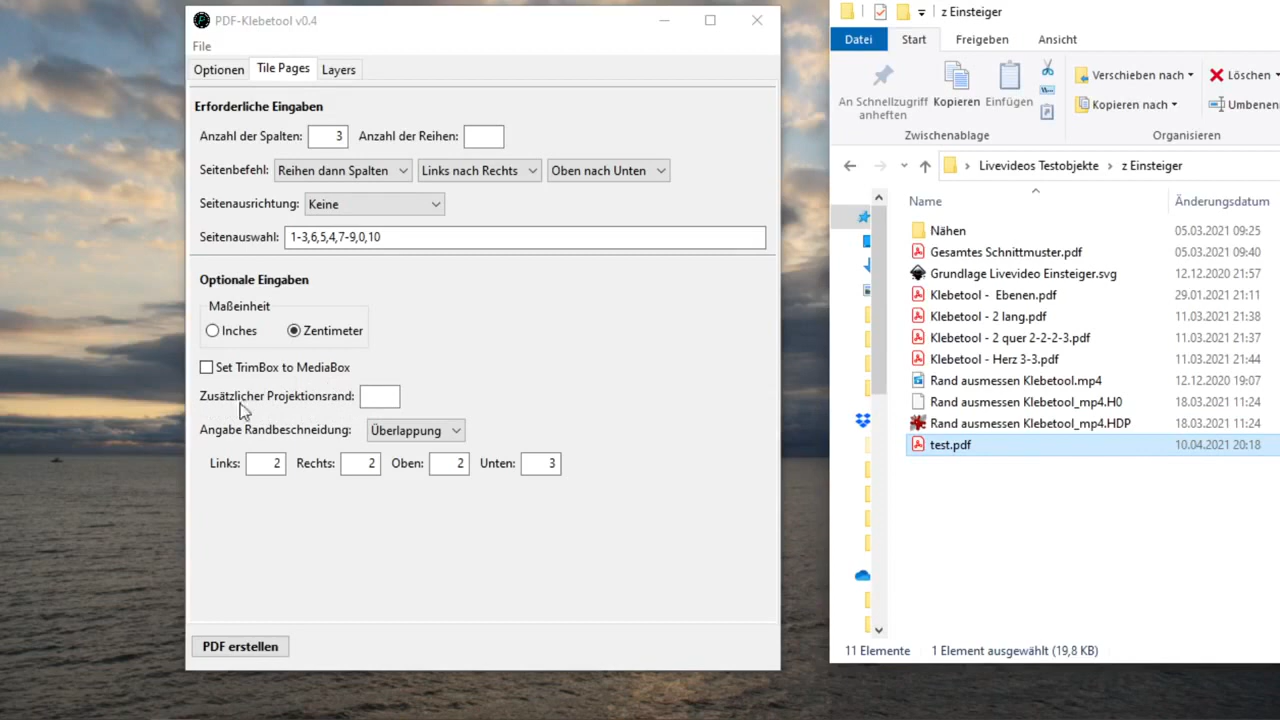 PDF-Klebetool v0.4
File
Optionen Tile Pages Layers
Erforderliche Eingaben
Anzahl der Spalten: 3 Anzahl der Reihen:
Seitenbefehl: Reihen dann Spalten Links nach Rechts Oben nach Unten
Seitenausrichtung: Keine
Seitenauswahl: 1-3,6,5,4,7-9,0,10
Optionale Eingaben
Maßeinheit
Inches Zentimeter
Set TrimBox to MediaBox
Zusätzlicher Projektionsrand:
Angabe Randbeschneidung: Überlappung
Links: 2 Rechts: 2 Oben: 2 Unten: 3
PDF erstellen
z Einsteiger
Datei Start Freigeben Ansicht
An Schnellzugriff
anheften
Kopieren Einfügen
Verschieben nach Löschen
Kopieren nach Umbenen
Zwischenablage Organisieren
Livevideos Testobjekte › z Einsteiger
Name Änderungsdatum
Nähen 05.03.2021 09:25
Gesamtes Schnittmuster.pdf 05.03.2021 09:40
Grundlage Livevideo Einsteiger.svg 12.12.2020 21:57
Klebetool -  Ebenen.pdf 29.01.2021 21:11
Klebetool - 2 lang.pdf 11.03.2021 21:38
Klebetool - 2 quer 2-2-2-3.pdf 11.03.2021 21:37
Klebetool - Herz 3-3.pdf 11.03.2021 21:44
Rand ausmessen Klebetool.mp4 12.12.2020 19:07
Rand ausmessen Klebetool_mp4.H0 18.03.2021 11:24
Rand ausmessen Klebetool_mp4.HDP 18.03.2021 11:24
test.pdf 10.04.2021 20:18
11 Elemente 1 Element ausgewählt (19,8 KB)